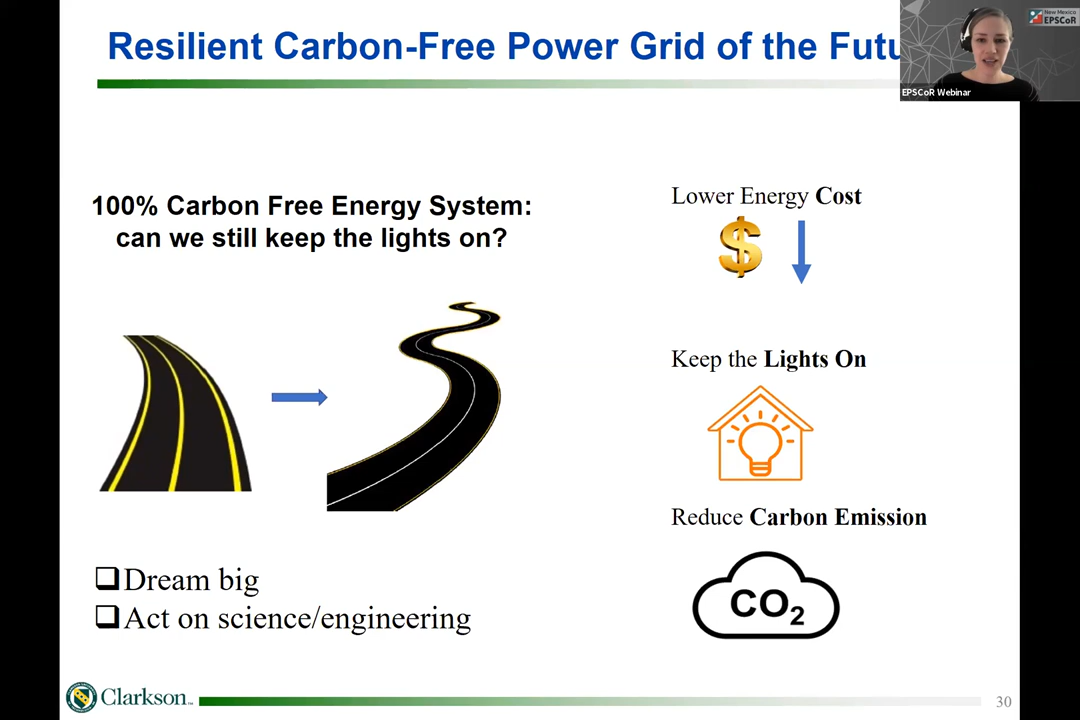 Resilient Carbon-Free Power Grid of the Futu
New Mexico
EPSCoR
EPSCoR Webinar
100% Carbon Free Energy System:
can we still keep the lights on?
Lower Energy Cost
$
Keep the Lights On
Reduce Carbon Emission
CO₂
❑Dream big
❑Act on science/engineering
Clarkson™
30